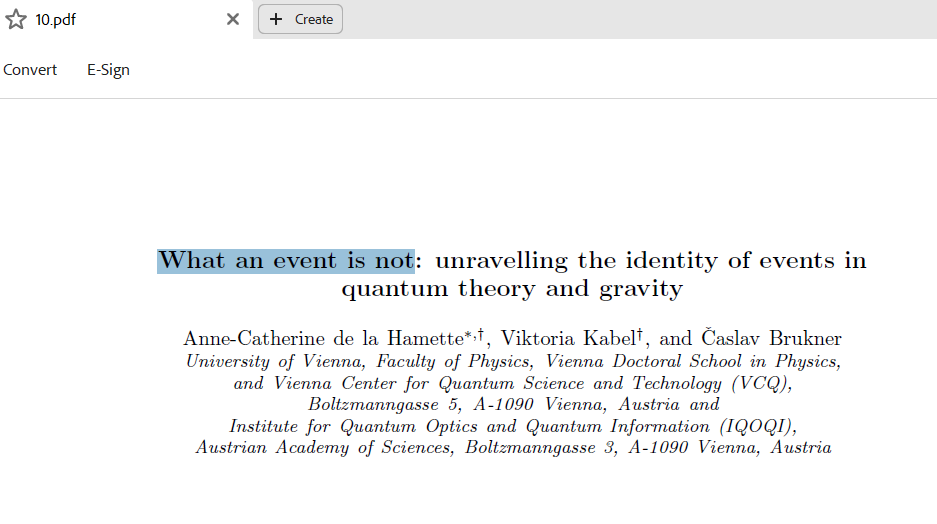 10.pdf
+ Create
Convert E-Sign
What an event is not: unravelling the identity of events in
quantum theory and gravity
Anne-Catherine de la Hamette*,†, Viktoria Kabel†, and Časlav Brukner
University of Vienna, Faculty of Physics, Vienna Doctoral School in Physics,
and Vienna Center for Quantum Science and Technology (VCQ),
Boltzmanngasse 5, A-1090 Vienna, Austria and
Institute for Quantum Optics and Quantum Information (IQOQI),
Austrian Academy of Sciences, Boltzmanngasse 3, A-1090 Vienna, Austria